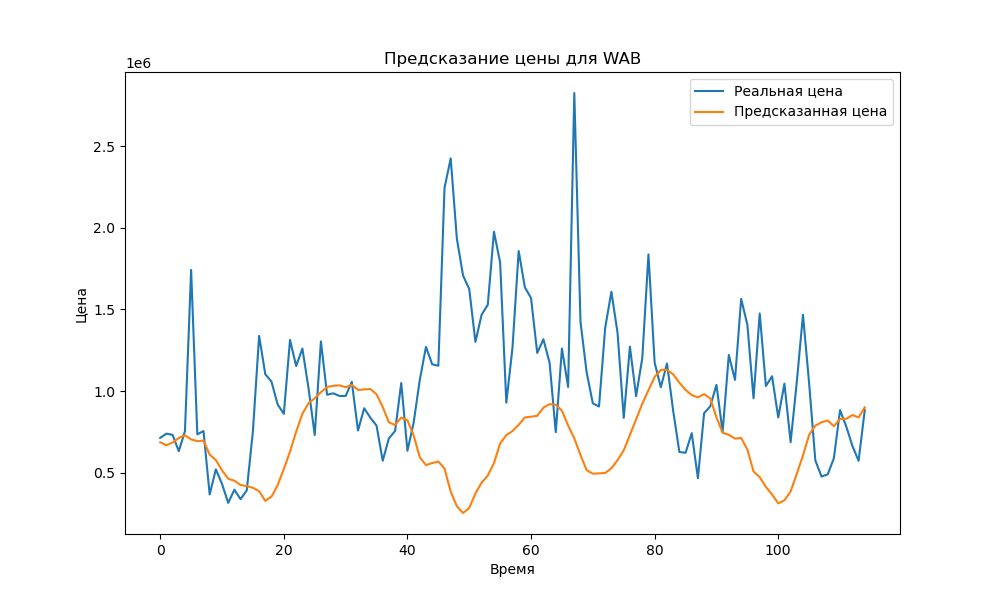 Предсказание цены для WAB
1e6
Реальная цена
Предсказанная цена
2.5
2.0
1.5
1.0
0.5
Цена
0 20 40 60 80 100
Время